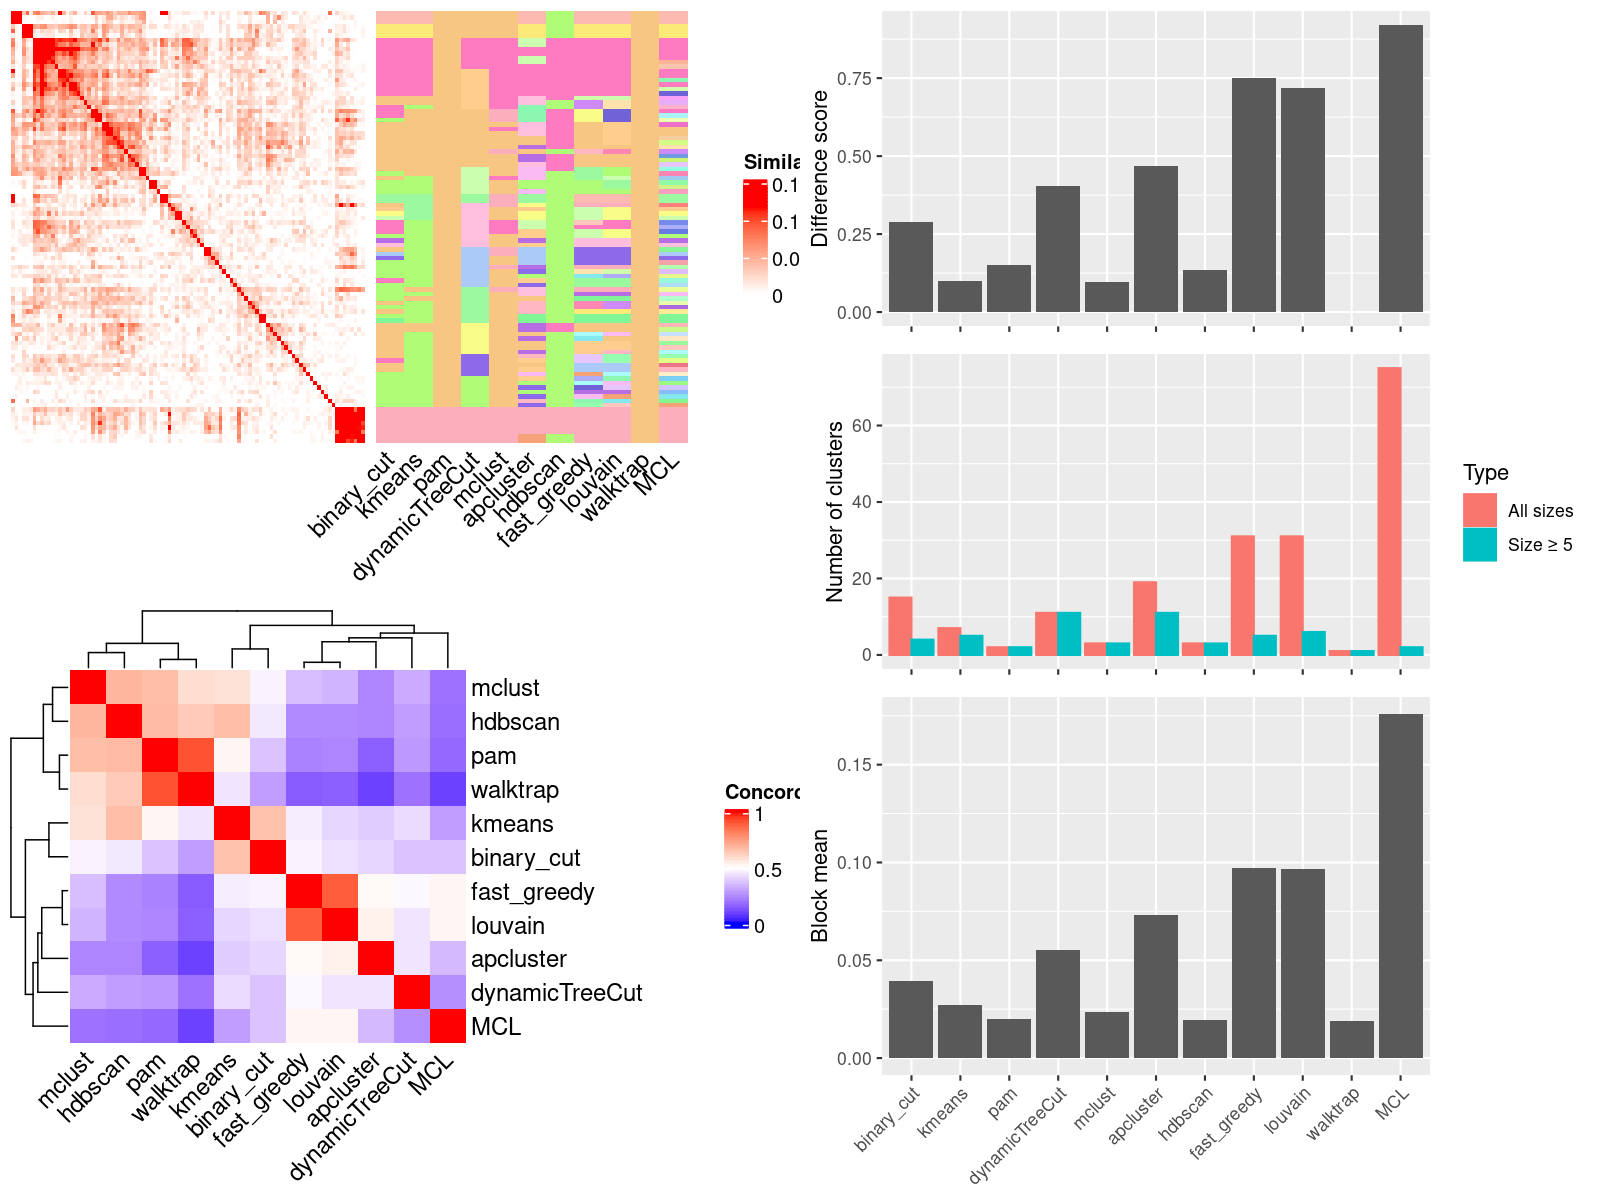 Simila
0.1
0.1
0.0
0
binary_cut
kmeans
pam
dynamicTreeCut
mclust
apcluster
hdbscan
fast_greedy
louvain
walktrap
MCL
mclust
hdbscan
pam
walktrap
kmeans
binary_cut
fast_greedy
louvain
apcluster
dynamicTreeCut
MCL
mclust
hdbscan
pam
walktrap
kmeans
binary_cut
fast_greedy
louvain
apcluster
dynamicTreeCut
MCL
Concord
1
0.5
0
Difference score
0.75
0.50
0.25
0.00
Number of clusters
60
40
20
0
Type
All sizes
Size ≥ 5
Block mean
0.15
0.10
0.05
0.00
binary_cut
kmeans
pam
dynamicTreeCut
mclust
apcluster
hdbscan
fast_greedy
louvain
walktrap
MCL